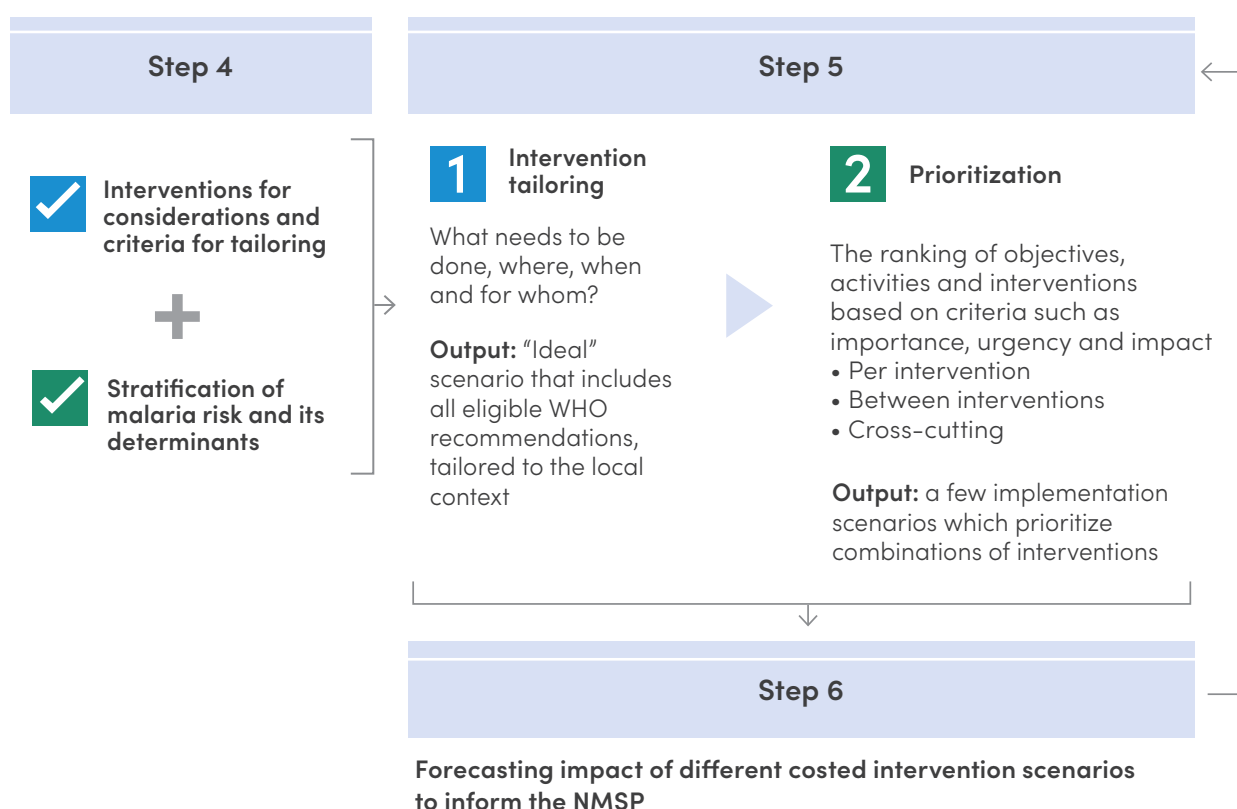 Step 4
Interventions for
considerations and
criteria for tailoring
+
Stratification of
malaria risk and its
determinants
Step 5
1
Intervention
tailoring
What needs to be
done, where, when
and for whom?
Output: “Ideal”
scenario that includes
all eligible WHO
recommendations,
tailored to the local
context
2
Prioritization
The ranking of objectives,
activities and interventions
based on criteria such as
importance, urgency and impact
• Per intervention
• Between interventions
• Cross-cutting
Output: a few implementation
scenarios which prioritize
combinations of interventions
Step 6
Forecasting impact of different costed intervention scenarios
to inform the NMSP